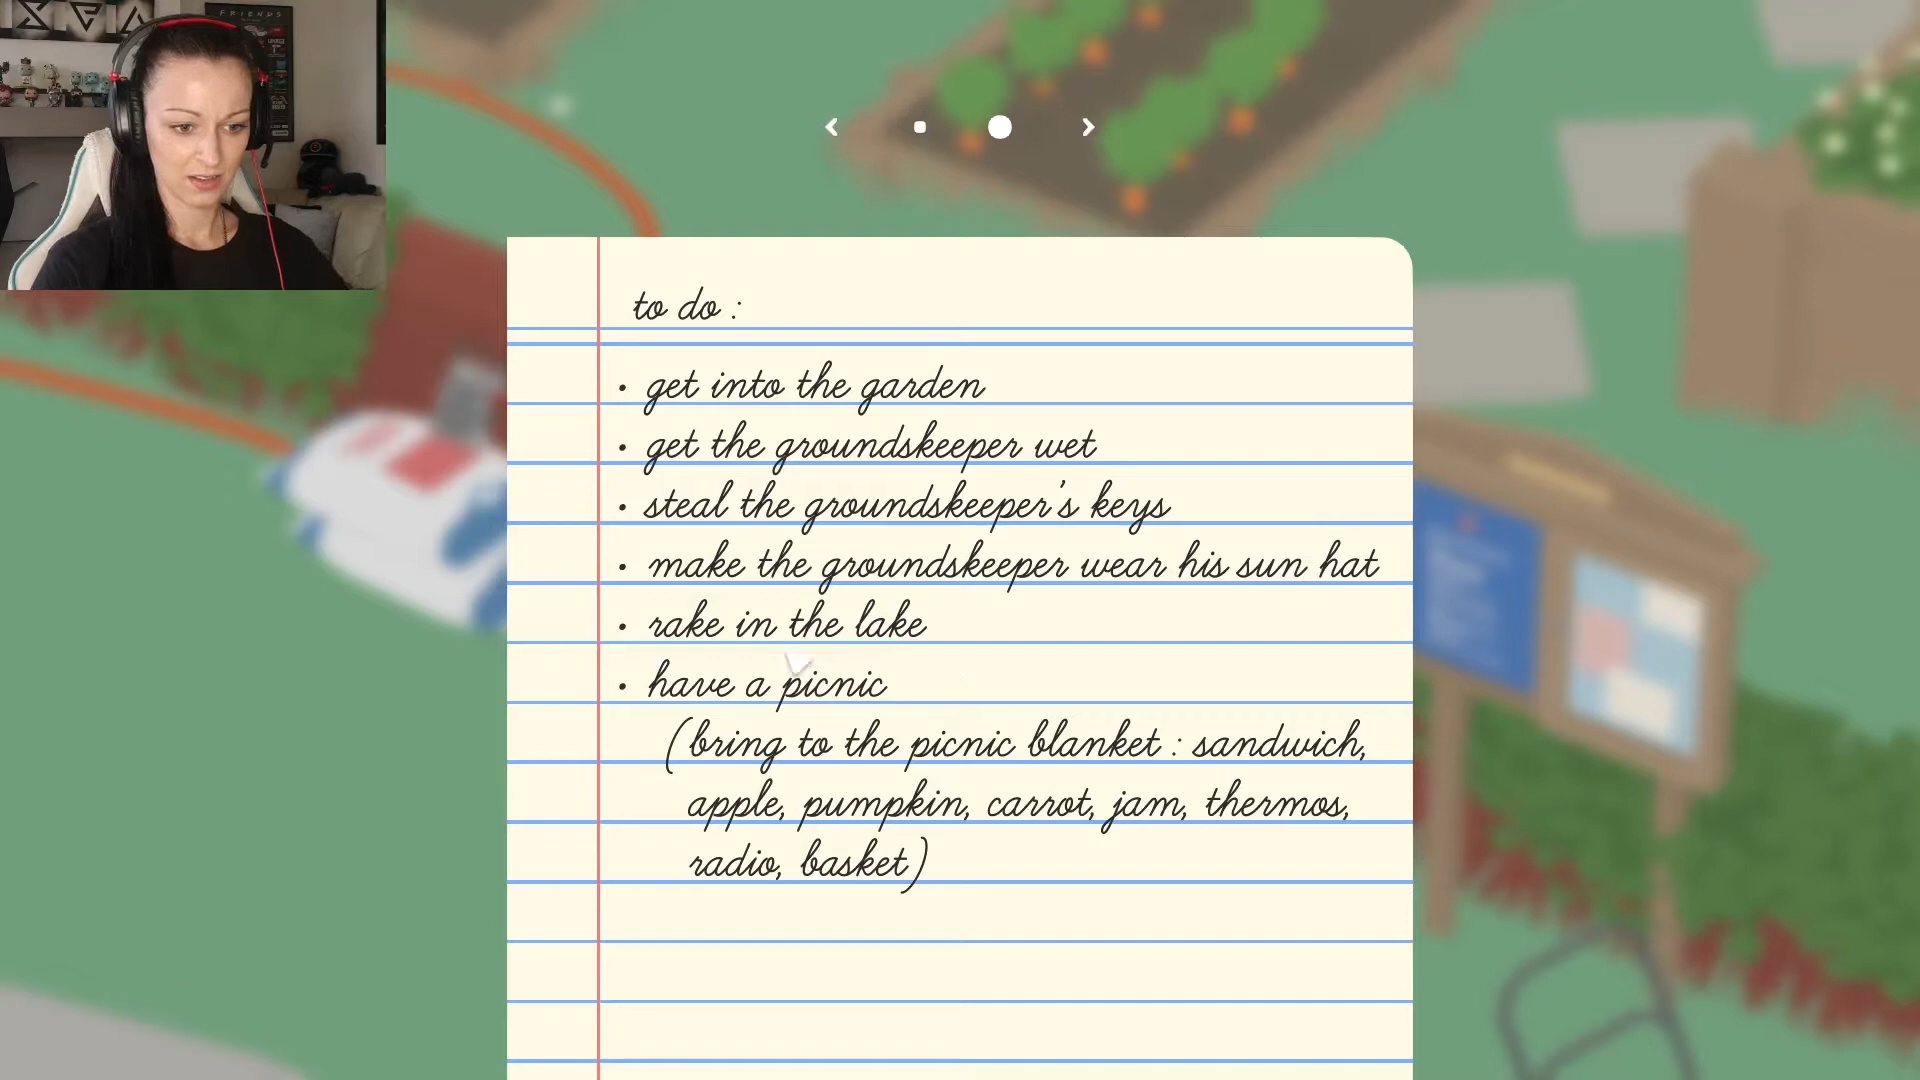 FRIENDS
to do :
• get into the garden
• get the groundskeeper wet
• steal the groundskeeper's keys
• make the groundskeeper wear his sun hat
• rake in the lake
• have a picnic
(bring to the picnic blanket : sandwich,
apple, pumpkin, carrot, jam, thermos,
radio, basket)